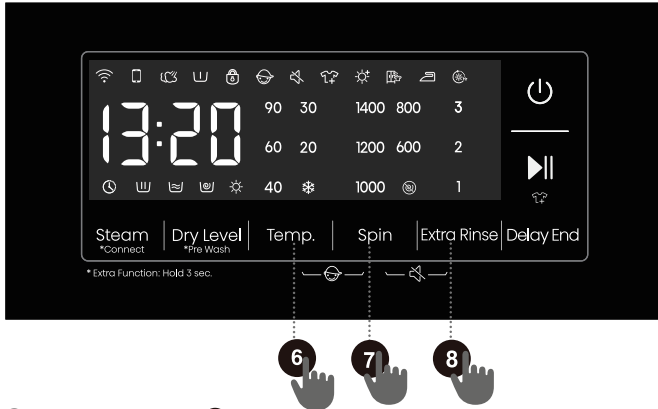 13:20
90 30 1400 800 3
60 20 1200 600 2
40 1000 1
Steam Dry Level Temp. Spin Extra Rinse Delay End
*Connect *Pre Wash
* Extra Function: Hold 3 sec.
6 7 8